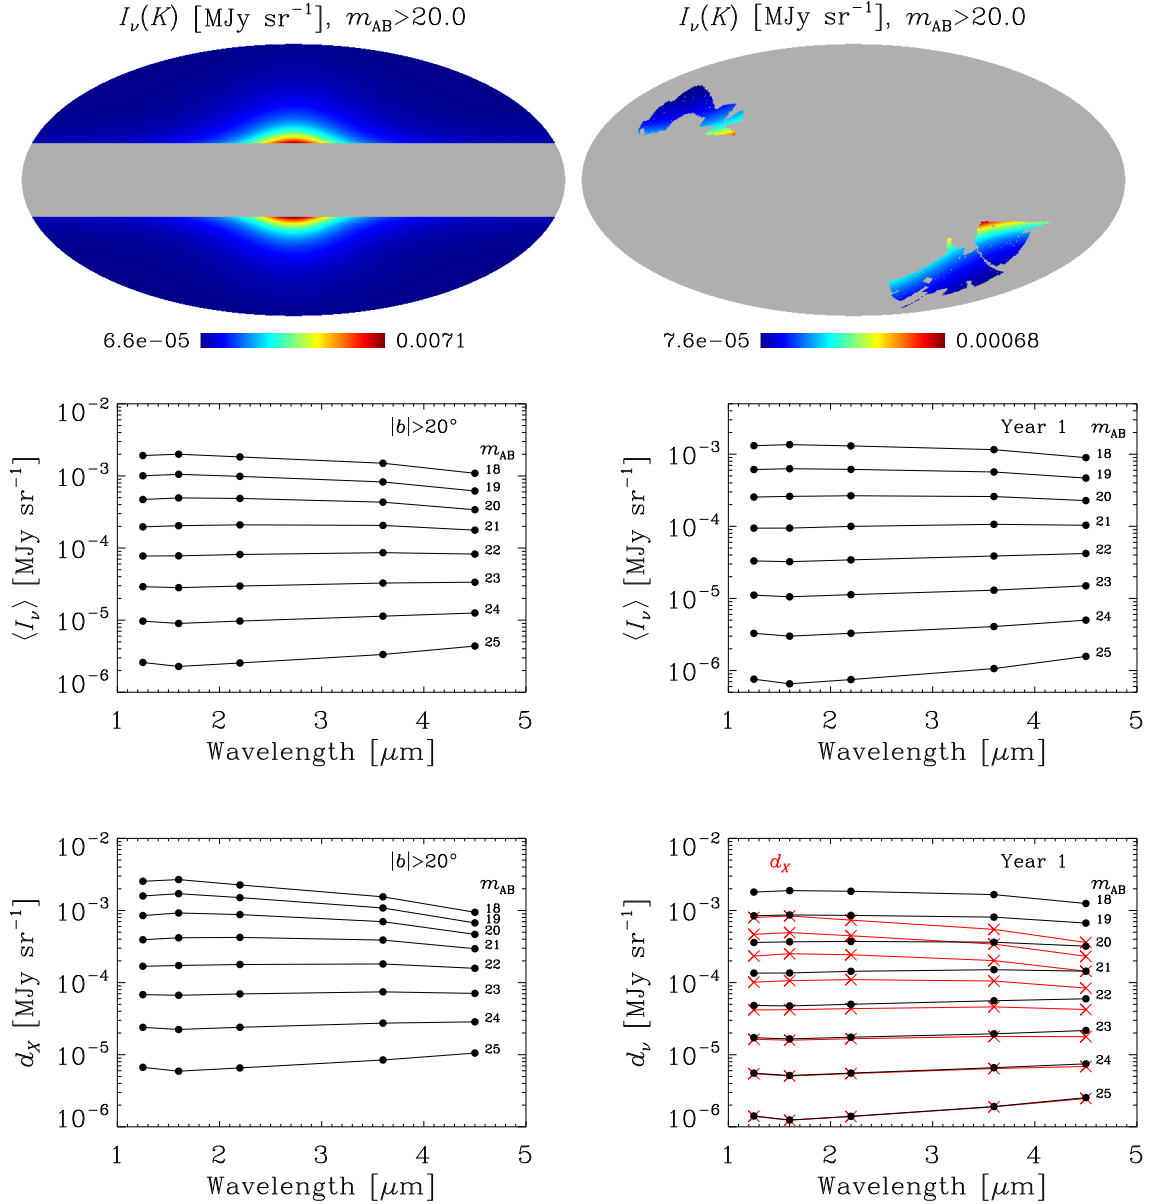 I_ν(K) [MJy sr⁻¹], m_AB>20.0
I_ν(K) [MJy sr⁻¹], m_AB>20.0
6.6e−05
0.0071
7.6e−05
0.00068
⟨I_ν⟩ [MJy sr⁻¹]
10⁻²
10⁻³
10⁻⁴
10⁻⁵
10⁻⁶
|b|>20°
m_AB
18
19
20
21
22
23
24
25
1 2 3 4 5
Wavelength [μm]
⟨I_ν⟩ [MJy sr⁻¹]
10⁻³
10⁻⁴
10⁻⁵
10⁻⁶
Year 1
m_AB
18
19
20
21
22
23
24
25
1 2 3 4 5
Wavelength [μm]
d_X [MJy sr⁻¹]
10⁻²
10⁻³
10⁻⁴
10⁻⁵
10⁻⁶
|b|>20°
m_AB
18
19
20
21
22
23
24
25
1 2 3 4 5
Wavelength [μm]
d_ν [MJy sr⁻¹]
10⁻²
10⁻³
10⁻⁴
10⁻⁵
10⁻⁶
d_X
Year 1
m_AB
18
19
20
21
22
23
24
25
1 2 3 4 5
Wavelength [μm]